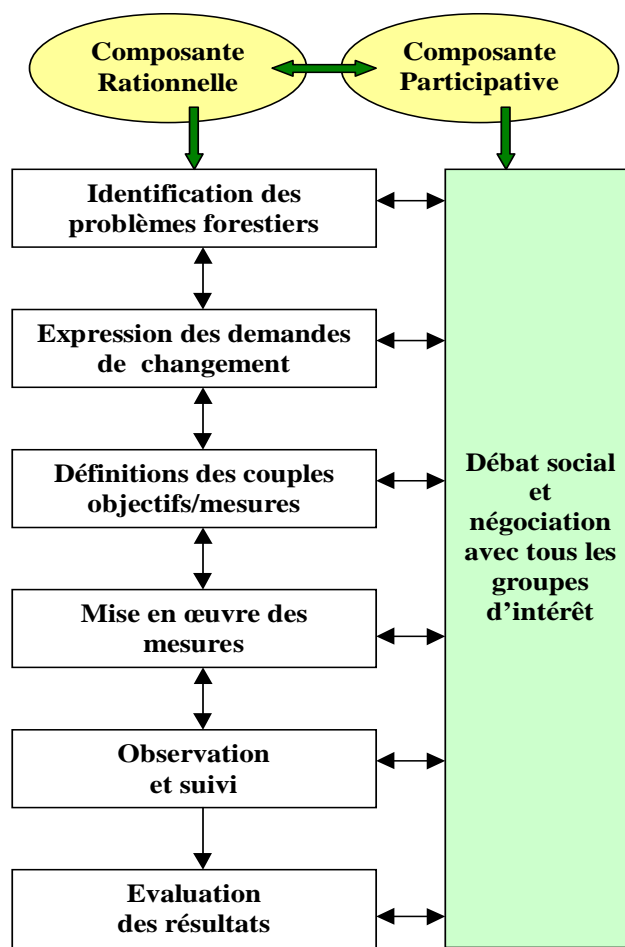 Composante
Rationnelle
Composante
Participative
Identification des
problèmes forestiers
Expression des demandes
de changement
Définitions des couples
objectifs/mesures
Mise en œuvre des
mesures
Observation
et suivi
Evaluation
des résultats
Débat social
et
négociation
avec tous les
groupes
d’intérêt